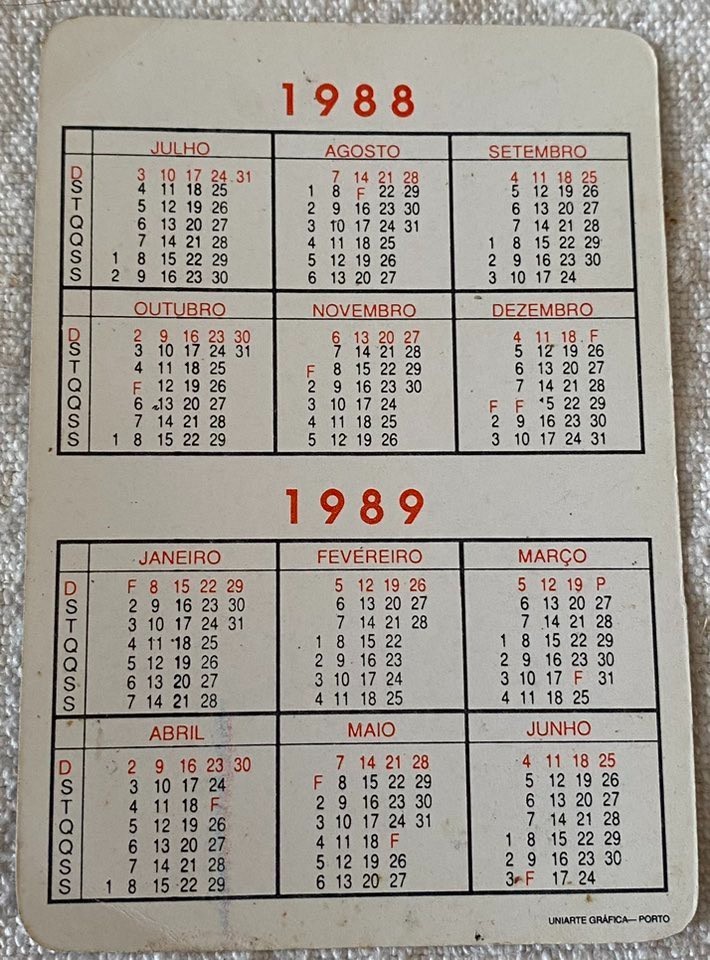 1988
JULHO AGOSTO SETEMBRO
D 3 10 17 24 31 7 14 21 28 4 11 18 25
S 4 11 18 25 1 8 F 22 29 5 12 19 26
T 5 12 19 26 2 9 16 23 30 6 13 20 27
Q 6 13 20 27 3 10 17 24 31 7 14 21 28
Q 7 14 21 28 4 11 18 25 1 8 15 22 29
S 1 8 15 22 29 5 12 19 26 2 9 16 23 30
S 2 9 16 23 30 6 13 20 27 3 10 17 24
OUTUBRO NOVEMBRO DEZEMBRO
D 2 9 16 23 30 6 13 20 27 4 11 18 F
S 3 10 17 24 31 7 14 21 28 5 12 19 26
T 4 11 18 25 F 8 15 22 29 6 13 20 27
Q F 12 19 26 2 9 16 23 30 7 14 21 28
Q 6 13 20 27 3 10 17 24 F F 15 22 29
S 7 14 21 28 4 11 18 25 2 9 16 23 30
S 1 8 15 22 29 5 12 19 26 3 10 17 24 31
1989
JANEIRO FEVEREIRO MARÇO
D F 8 15 22 29 5 12 19 26 5 12 19 P
S 2 9 16 23 30 6 13 20 27 6 13 20 27
T 3 10 17 24 31 7 14 21 28 7 14 21 28
Q 4 11 18 25 1 8 15 22 1 8 15 22 29
Q 5 12 19 26 2 9 16 23 2 9 16 23 30
S 6 13 20 27 3 10 17 24 3 10 17 F 31
S 7 14 21 28 4 11 18 25 4 11 18 25
ABRIL MAIO JUNHO
D 2 9 16 23 30 7 14 21 28 4 11 18 25
S 3 10 17 24 F 8 15 22 29 5 12 19 26
T 4 11 18 F 2 9 16 23 30 6 13 20 27
Q 5 12 19 26 3 10 17 24 31 7 14 21 28
Q 6 13 20 27 4 11 18 F 1 8 15 22 29
S 7 14 21 28 5 12 19 26 2 9 16 23 30
S 1 8 15 22 29 6 13 20 27 3 F 17 24
UNIARTE GRÁFICA — PORTO